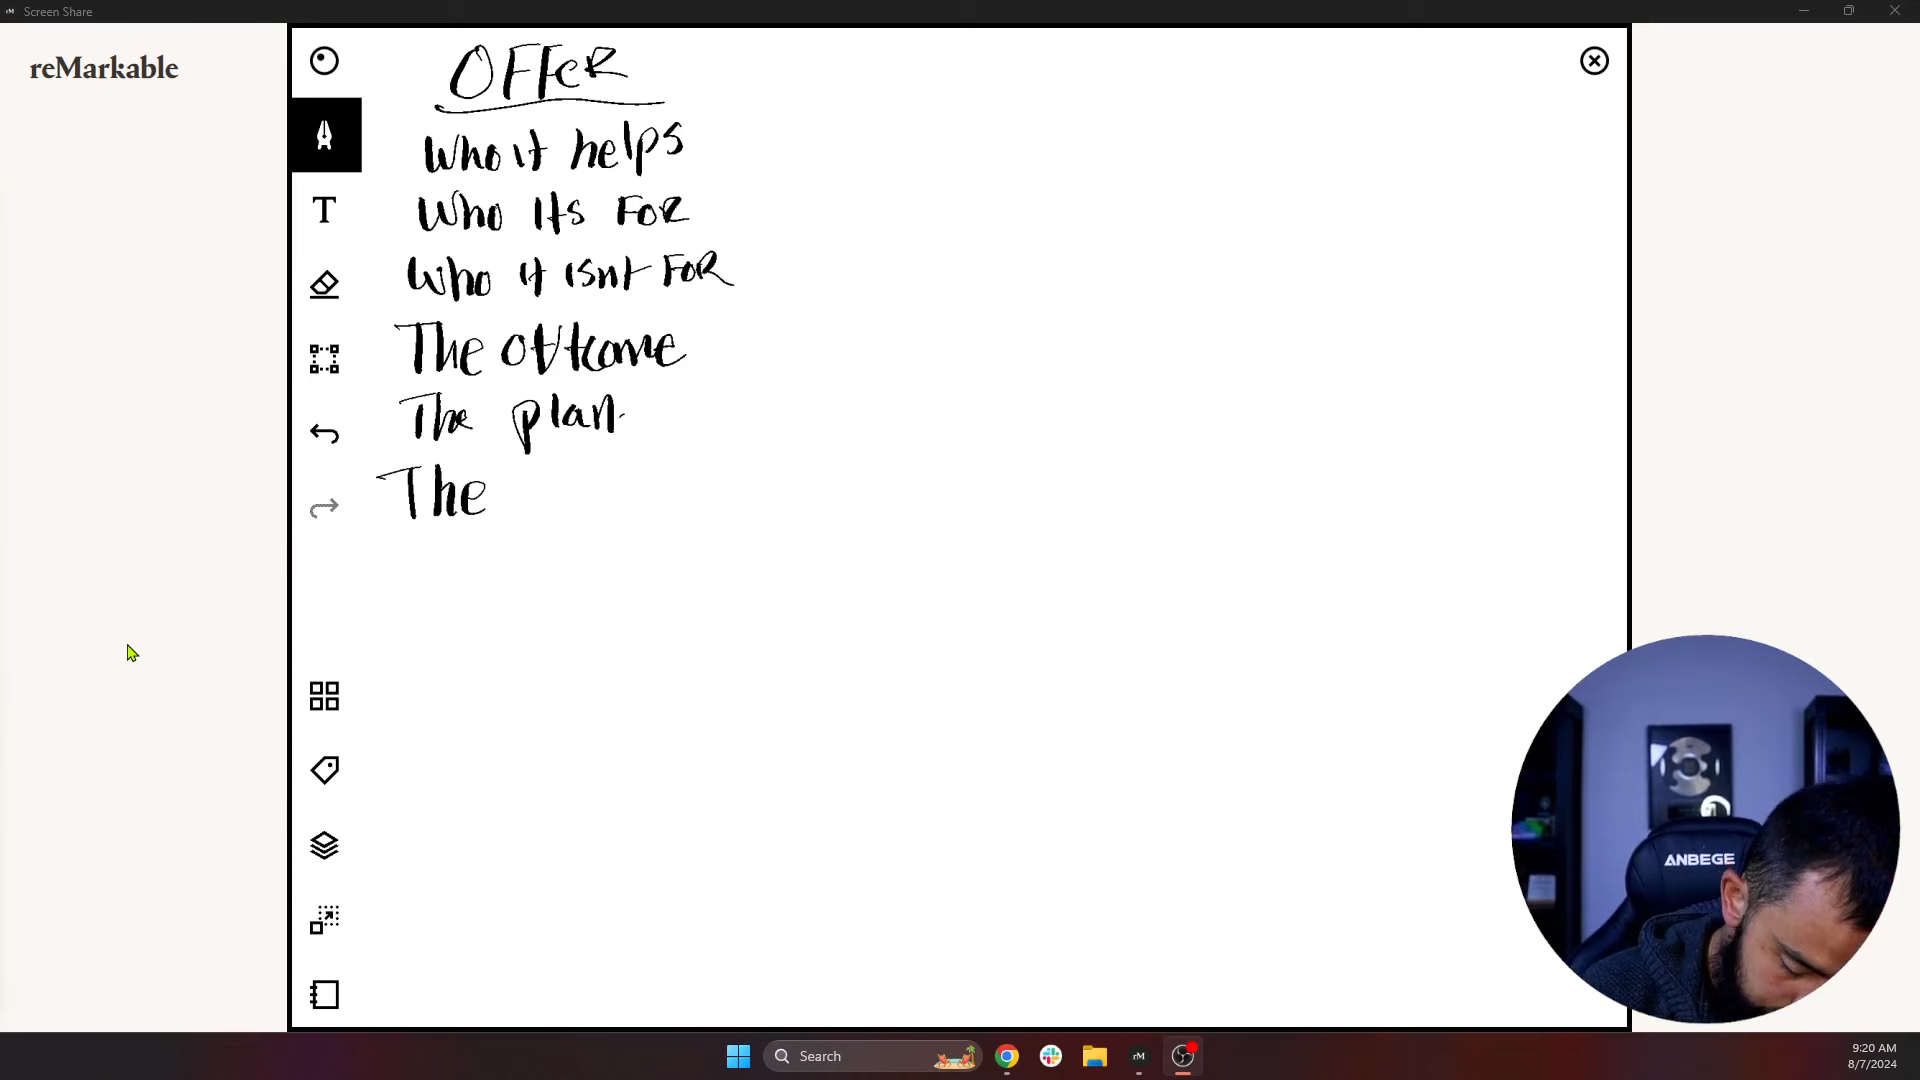 Screen Share
reMarkable
OFFER
Who it helps
Who Its FOR
Who it isnt FOR
The outcome
The plan
The
T
ANBEGE
Search
rM
9:20 AM
8/7/2024